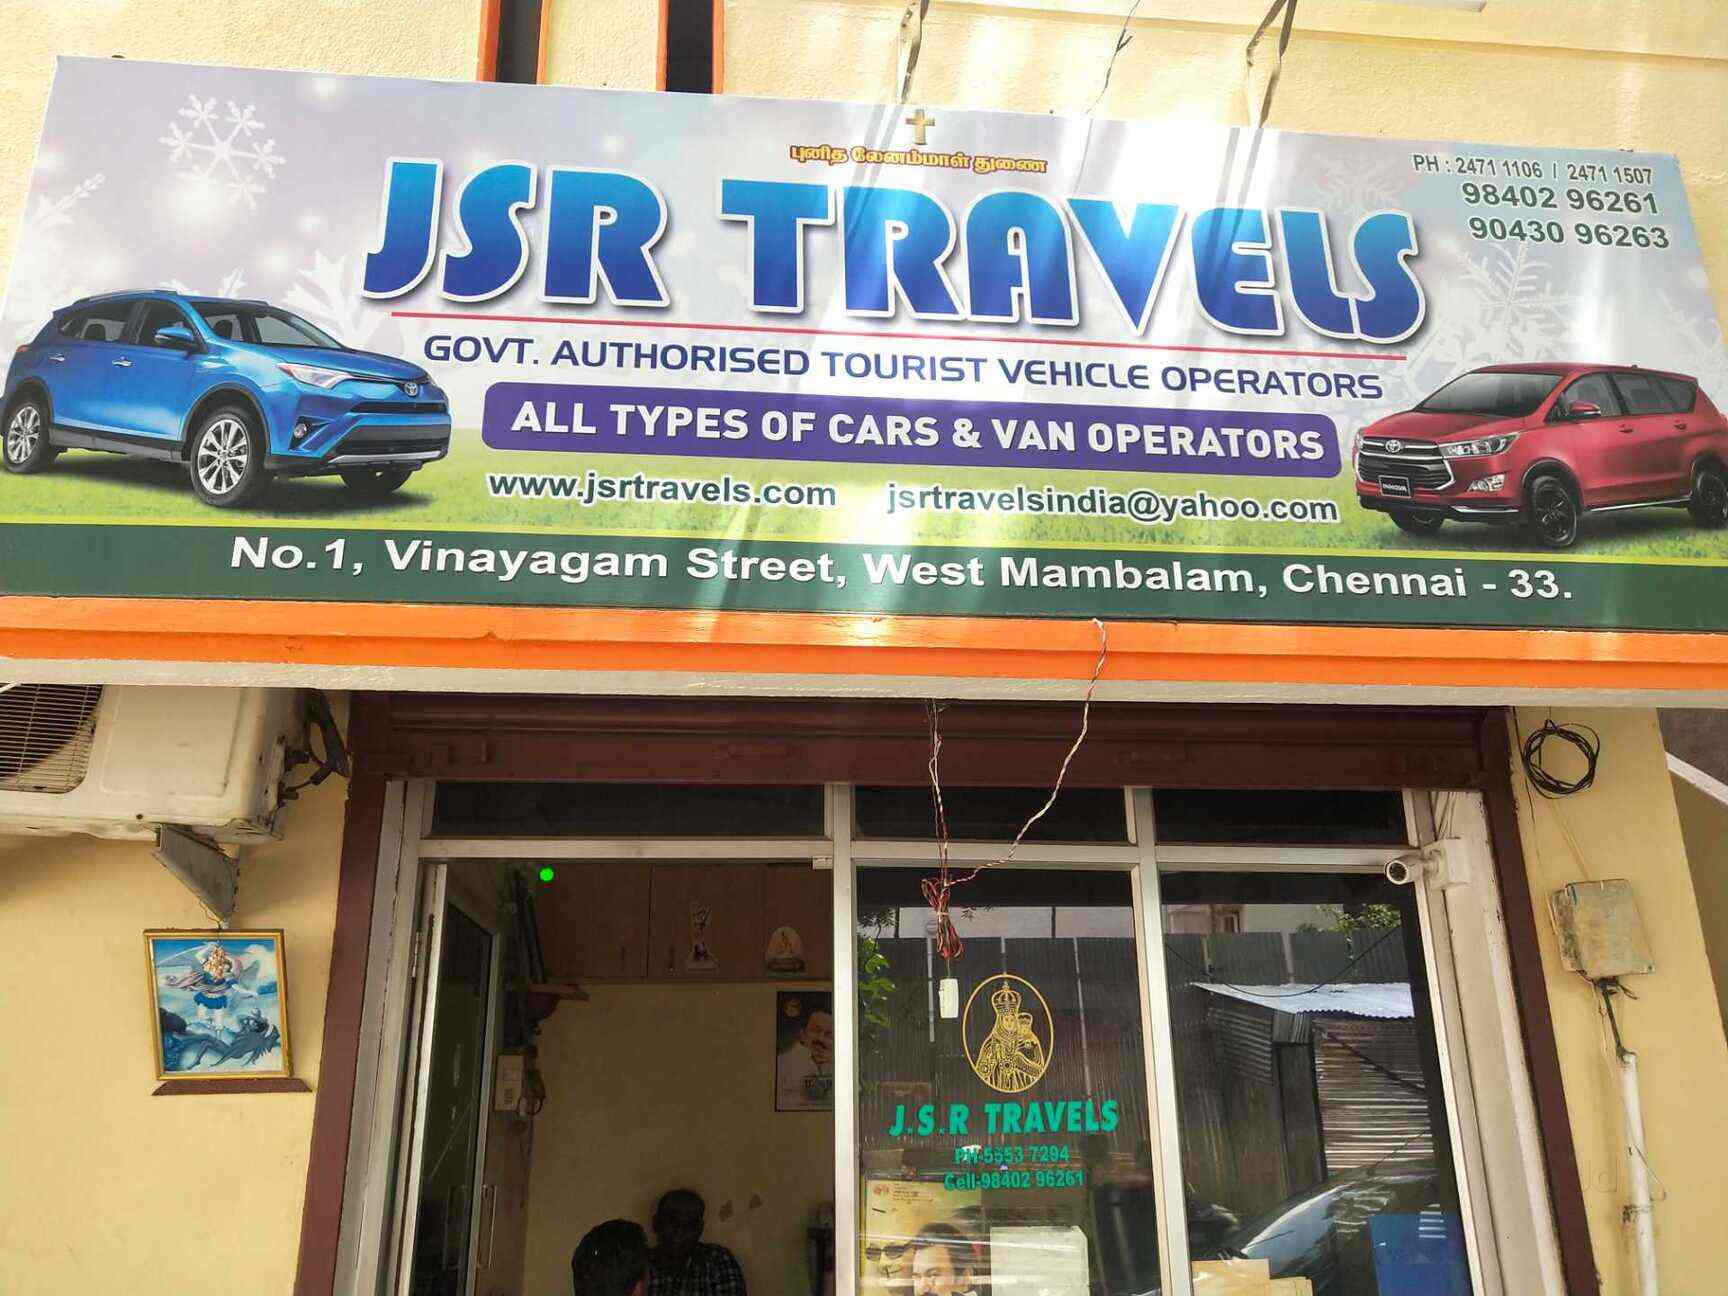 புனித லேனம்மாள் துணை
PH : 2471 1106 / 2471 1507
98402 96261
90430 96263
JSR TRAVELS
GOVT. AUTHORISED TOURIST VEHICLE OPERATORS
ALL TYPES OF CARS & VAN OPERATORS
www.jsrtravels.com jsrtravelsindia@yahoo.com
No.1, Vinayagam Street, West Mambalam, Chennai - 33.
INNOVA
J.S.R TRAVELS
PH-5553 7294
Cell-98402 96261